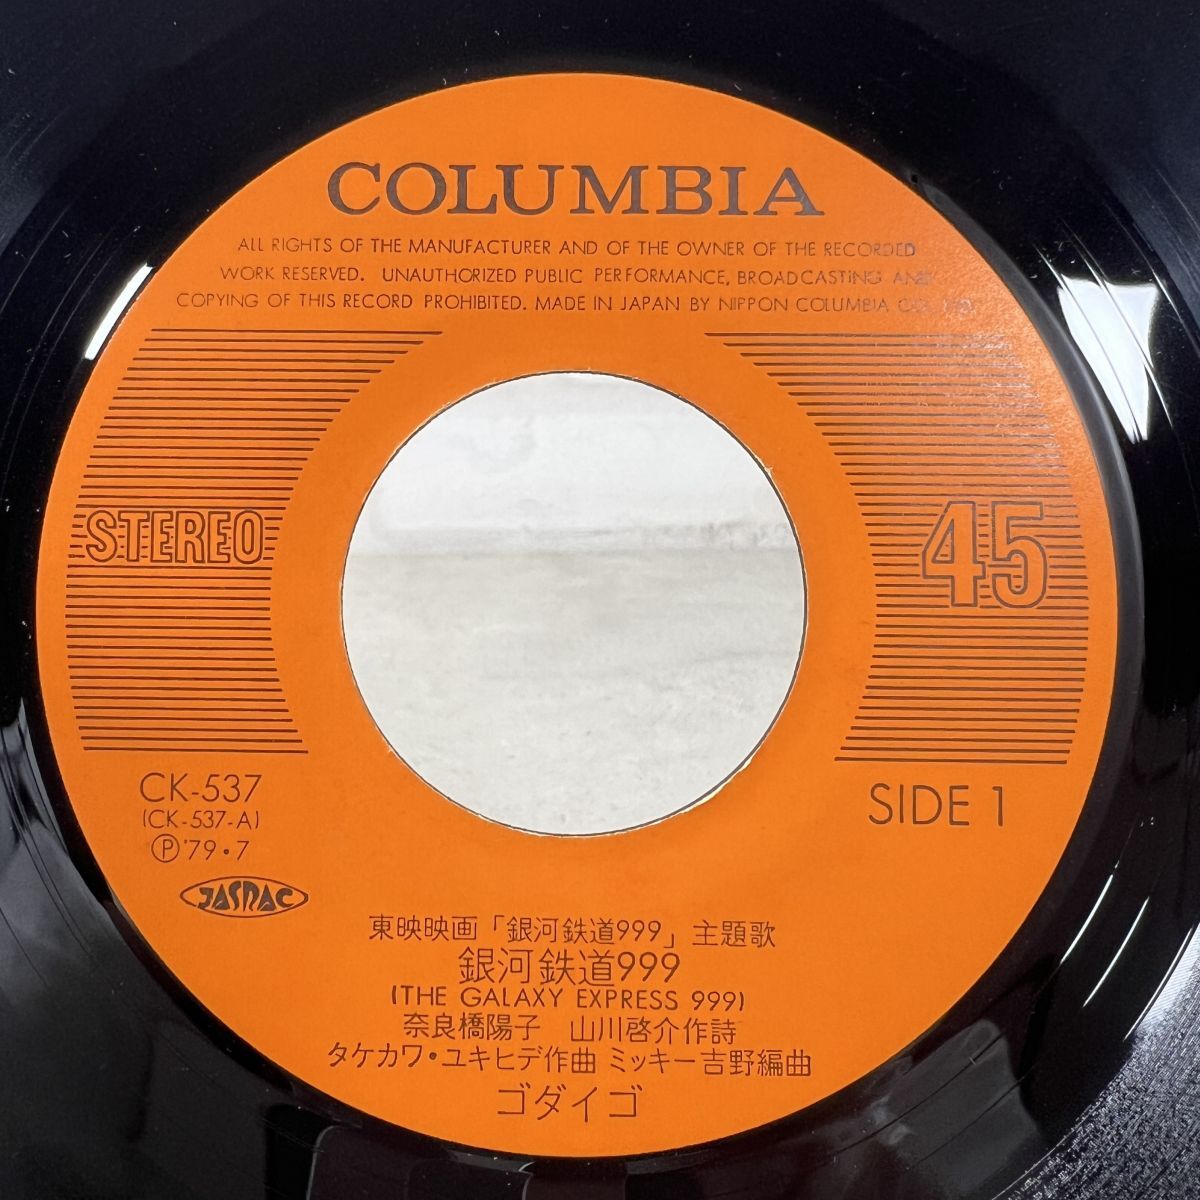 COLUMBIA
ALL RIGHTS OF THE MANUFACTURER AND OF THE OWNER OF THE RECORDED
WORK RESERVED. UNAUTHORIZED PUBLIC PERFORMANCE, BROADCASTING AND
COPYING OF THIS RECORD PROHIBITED. MADE IN JAPAN BY NIPPON COLUMBIA CO., LTD.
STEREO
45
CK-537
(CK-537-A)
Ⓟ'79・7
JASRAC
SIDE 1
東映映画「銀河鉄道999」主題歌
銀河鉄道999
(THE GALAXY EXPRESS 999)
奈良橋陽子 山川啓介作詩
タケカワ・ユキヒデ作曲 ミッキー吉野編曲
ゴダイゴ